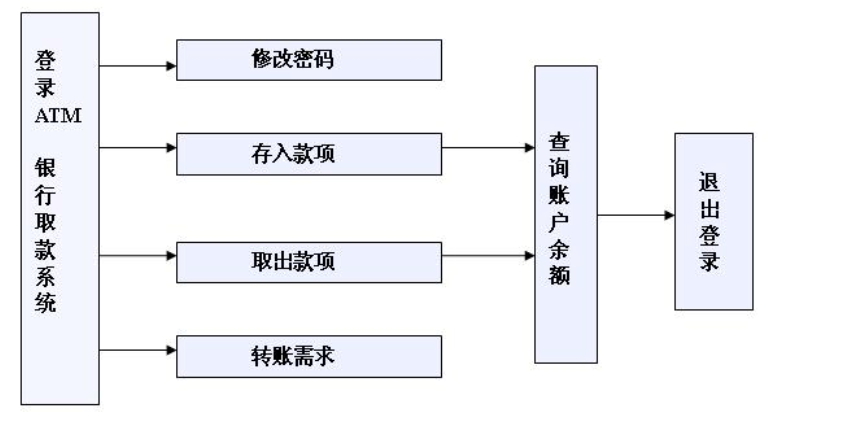 登录ATM 银行取款系统
修改密码
存入款项
取出款项
转账需求
查询账户余额
退出登录